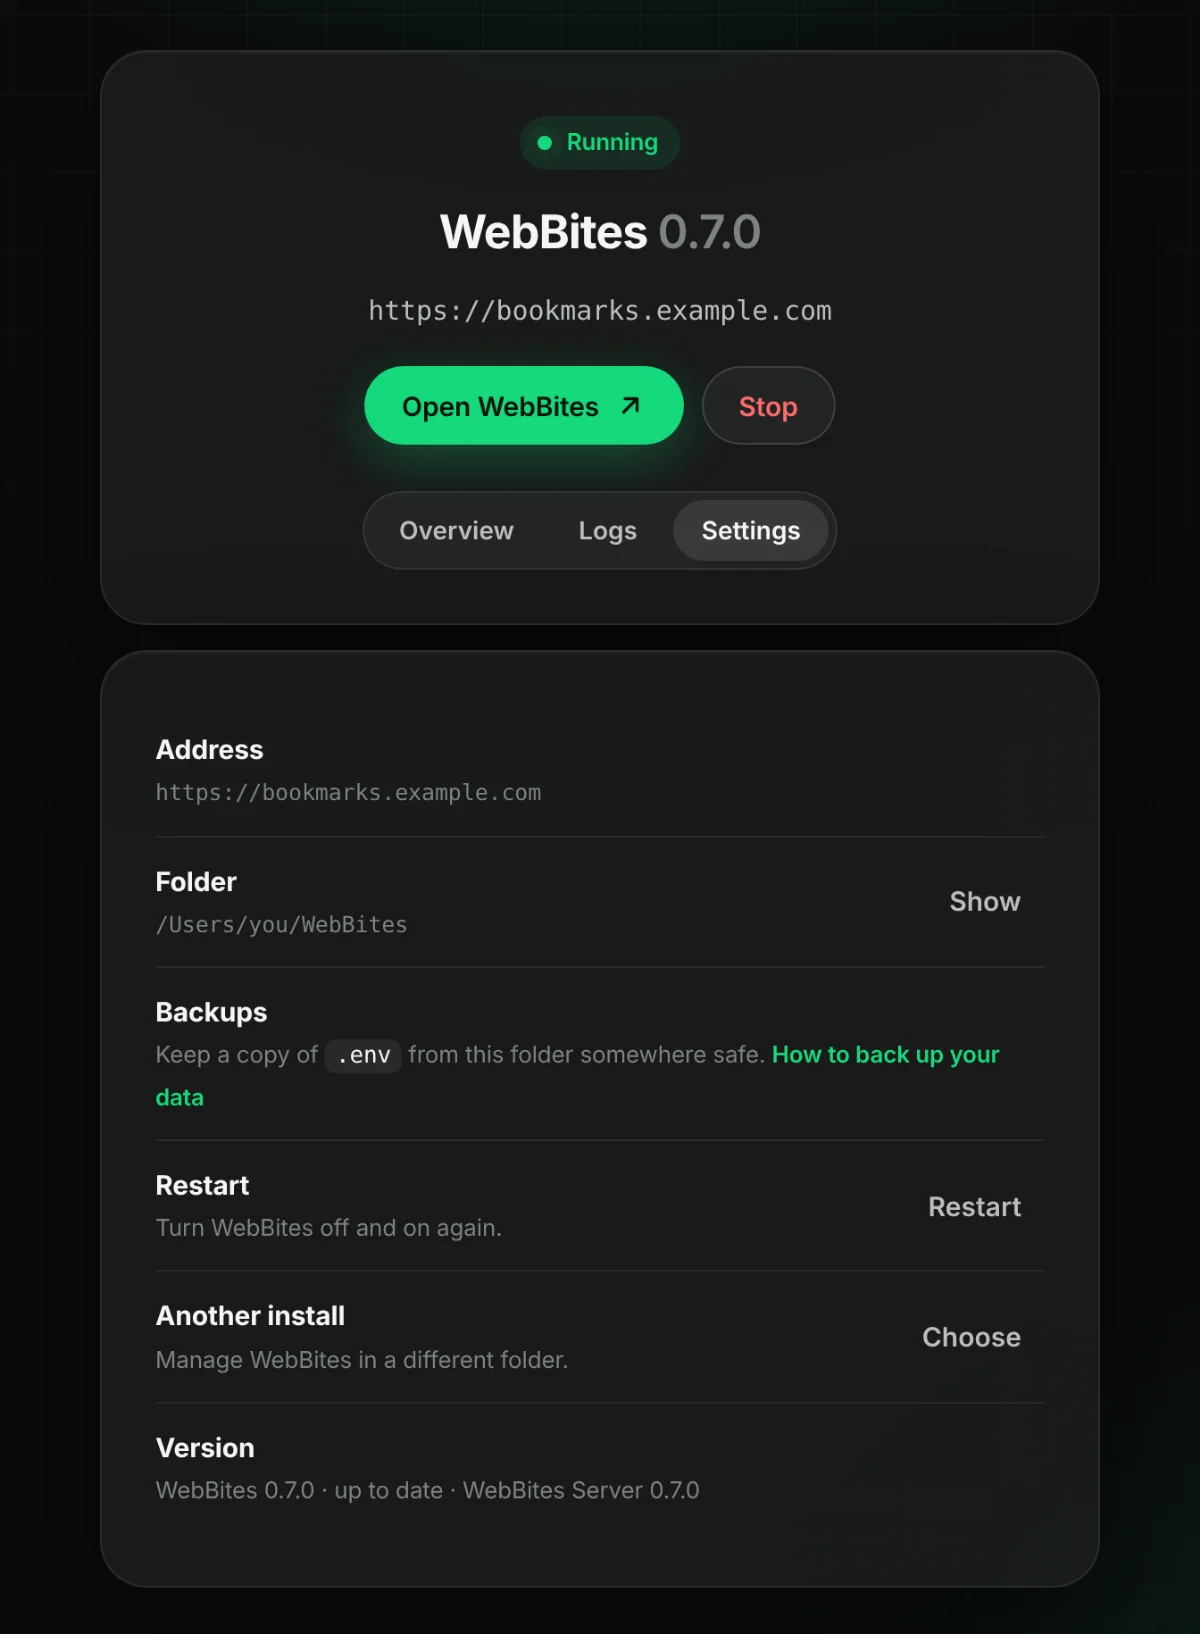 Running
WebBites 0.7.0
https://bookmarks.example.com
Open WebBites ↗ Stop
Overview Logs Settings
Address
https://bookmarks.example.com
Folder
/Users/you/WebBites
Show
Backups
Keep a copy of .env from this folder somewhere safe. How to back up your
data
Restart
Turn WebBites off and on again.
Restart
Another install
Manage WebBites in a different folder.
Choose
Version
WebBites 0.7.0 · up to date · WebBites Server 0.7.0